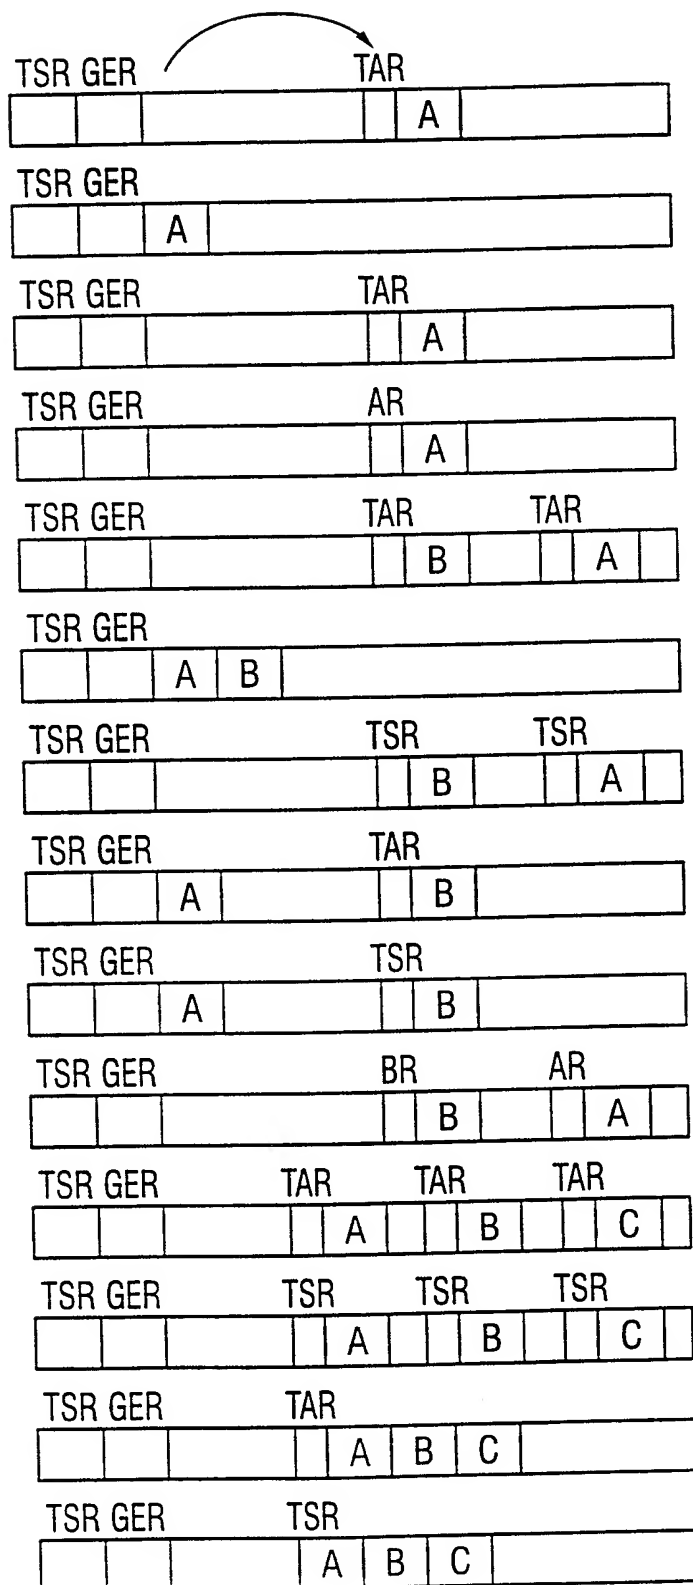 TSR GER TAR
A
TSR GER
A
TSR GER TAR
A
TSR GER AR
A
TSR GER TAR TAR
B A
TSR GER
A B
TSR GER TSR TSR
B A
TSR GER TAR
A B
TSR GER TSR
A B
TSR GER BR AR
B A
TSR GER TAR TAR TAR
A B C
TSR GER TSR TSR TSR
A B C
TSR GER TAR
A B C
TSR GER TSR
A B C